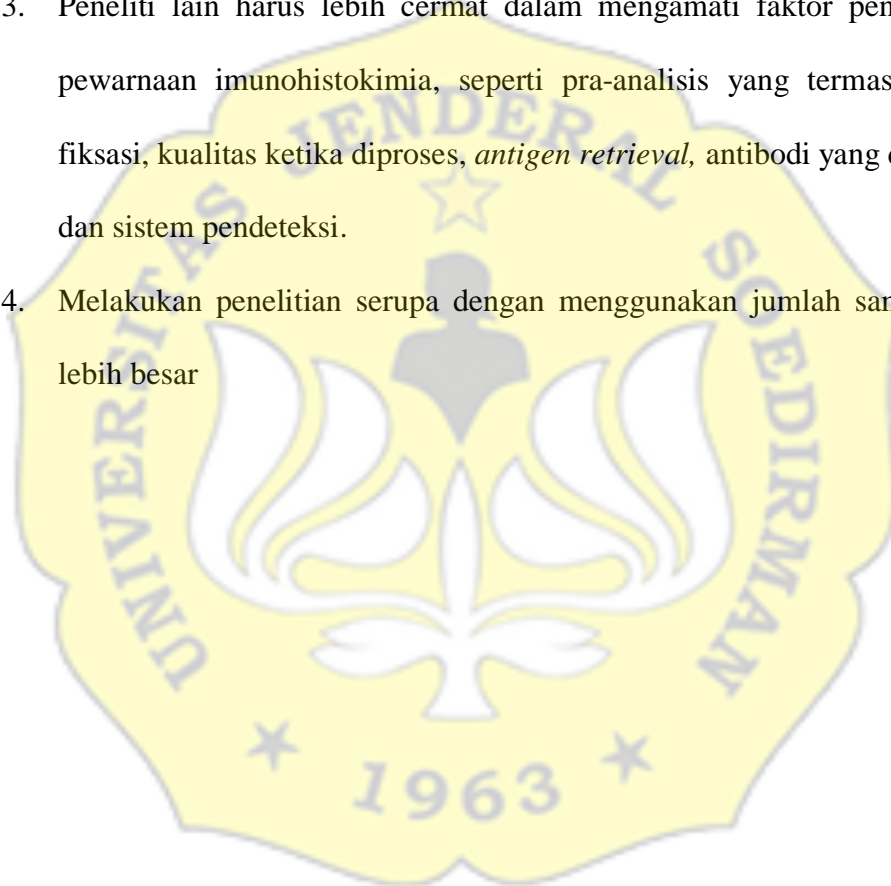 3. Peneliti lain harus lebih cermat dalam mengamati faktor
pewarnaan imunohistokimia, seperti pra-analisis yang
fiksasi, kualitas ketika diproses, antigen retrieval, antibodi yang
dan sistem pendeteksi.
4. Melakukan penelitian serupa dengan menggunakan jumlah
lebih besar
UNIVERSITAS JENDERAL SOEDIRMAN
1963